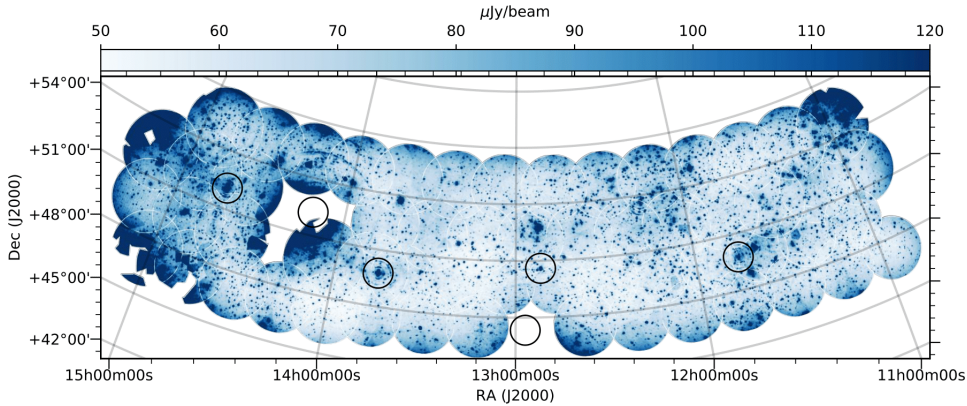 μJy/beam
50 60 70 80 90 100 110 120
+54°00'
+51°00'
+48°00'
+45°00'
+42°00'
Dec (J2000)
15h00m00s 14h00m00s 13h00m00s 12h00m00s 11h00m00s
RA (J2000)